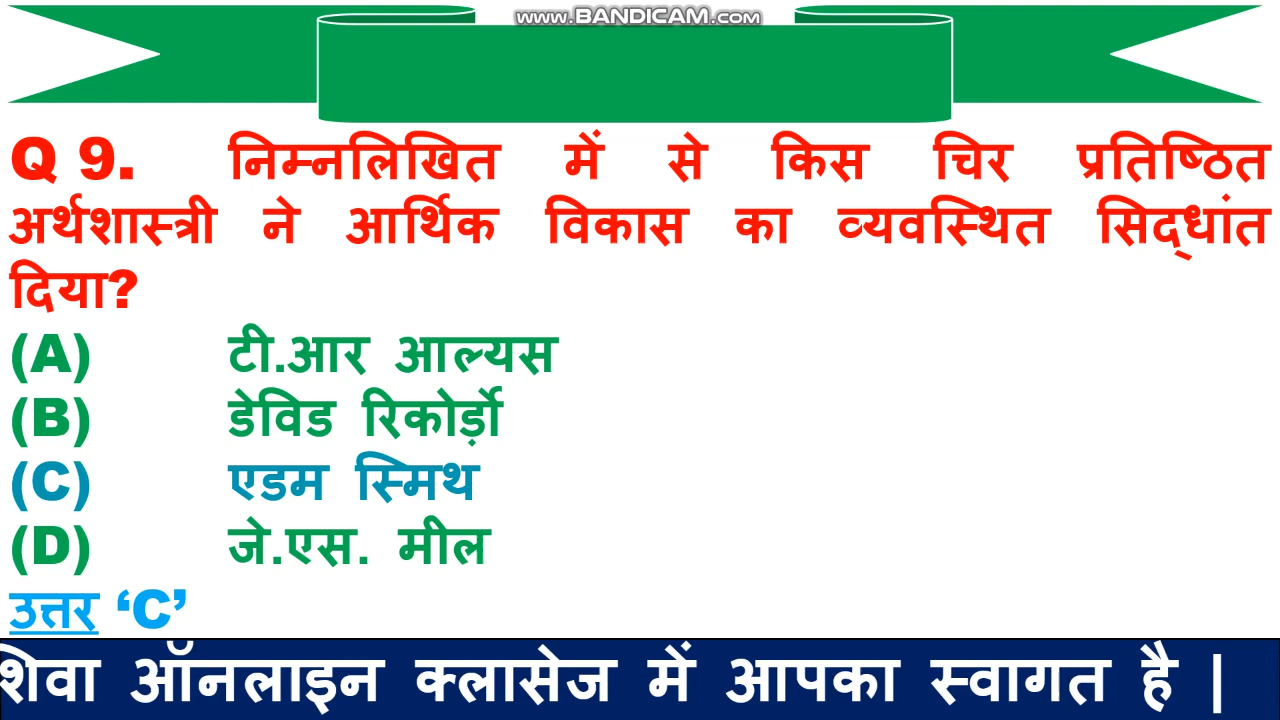 www.BANDICAM.com
Q 9. निम्नलिखित में से किस चिर प्रतिष्ठित
अर्थशास्त्री ने आर्थिक विकास का व्यवस्थित सिद्धांत
दिया?
(A) टी.आर आल्यस
(B) डेविड रिकोर्ड़ो
(C) एडम स्मिथ
(D) जे.एस. मील
उत्तर ‘C’
शिवा ऑनलाइन क्लासेज में आपका स्वागत है |